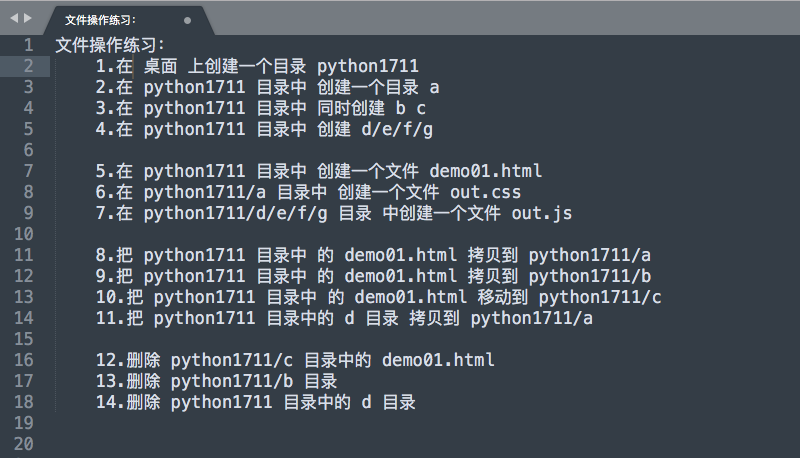 文件操作练习:
1 文件操作练习:
2 1.在 桌面 上创建一个目录 python1711
3 2.在 python1711 目录中 创建一个目录 a
4 3.在 python1711 目录中 同时创建 b c
5 4.在 python1711 目录中 创建 d/e/f/g
6
7 5.在 python1711 目录中 创建一个文件 demo01.html
8 6.在 python1711/a 目录中 创建一个文件 out.css
9 7.在 python1711/d/e/f/g 目录 中创建一个文件 out.js
10
11 8.把 python1711 目录中 的 demo01.html 拷贝到 python1711/a
12 9.把 python1711 目录中 的 demo01.html 拷贝到 python1711/b
13 10.把 python1711 目录中 的 demo01.html 移动到 python1711/c
14 11.把 python1711 目录中的 d 目录 拷贝到 python1711/a
15
16 12.删除 python1711/c 目录中的 demo01.html
17 13.删除 python1711/b 目录
18 14.删除 python1711 目录中的 d 目录
19
20